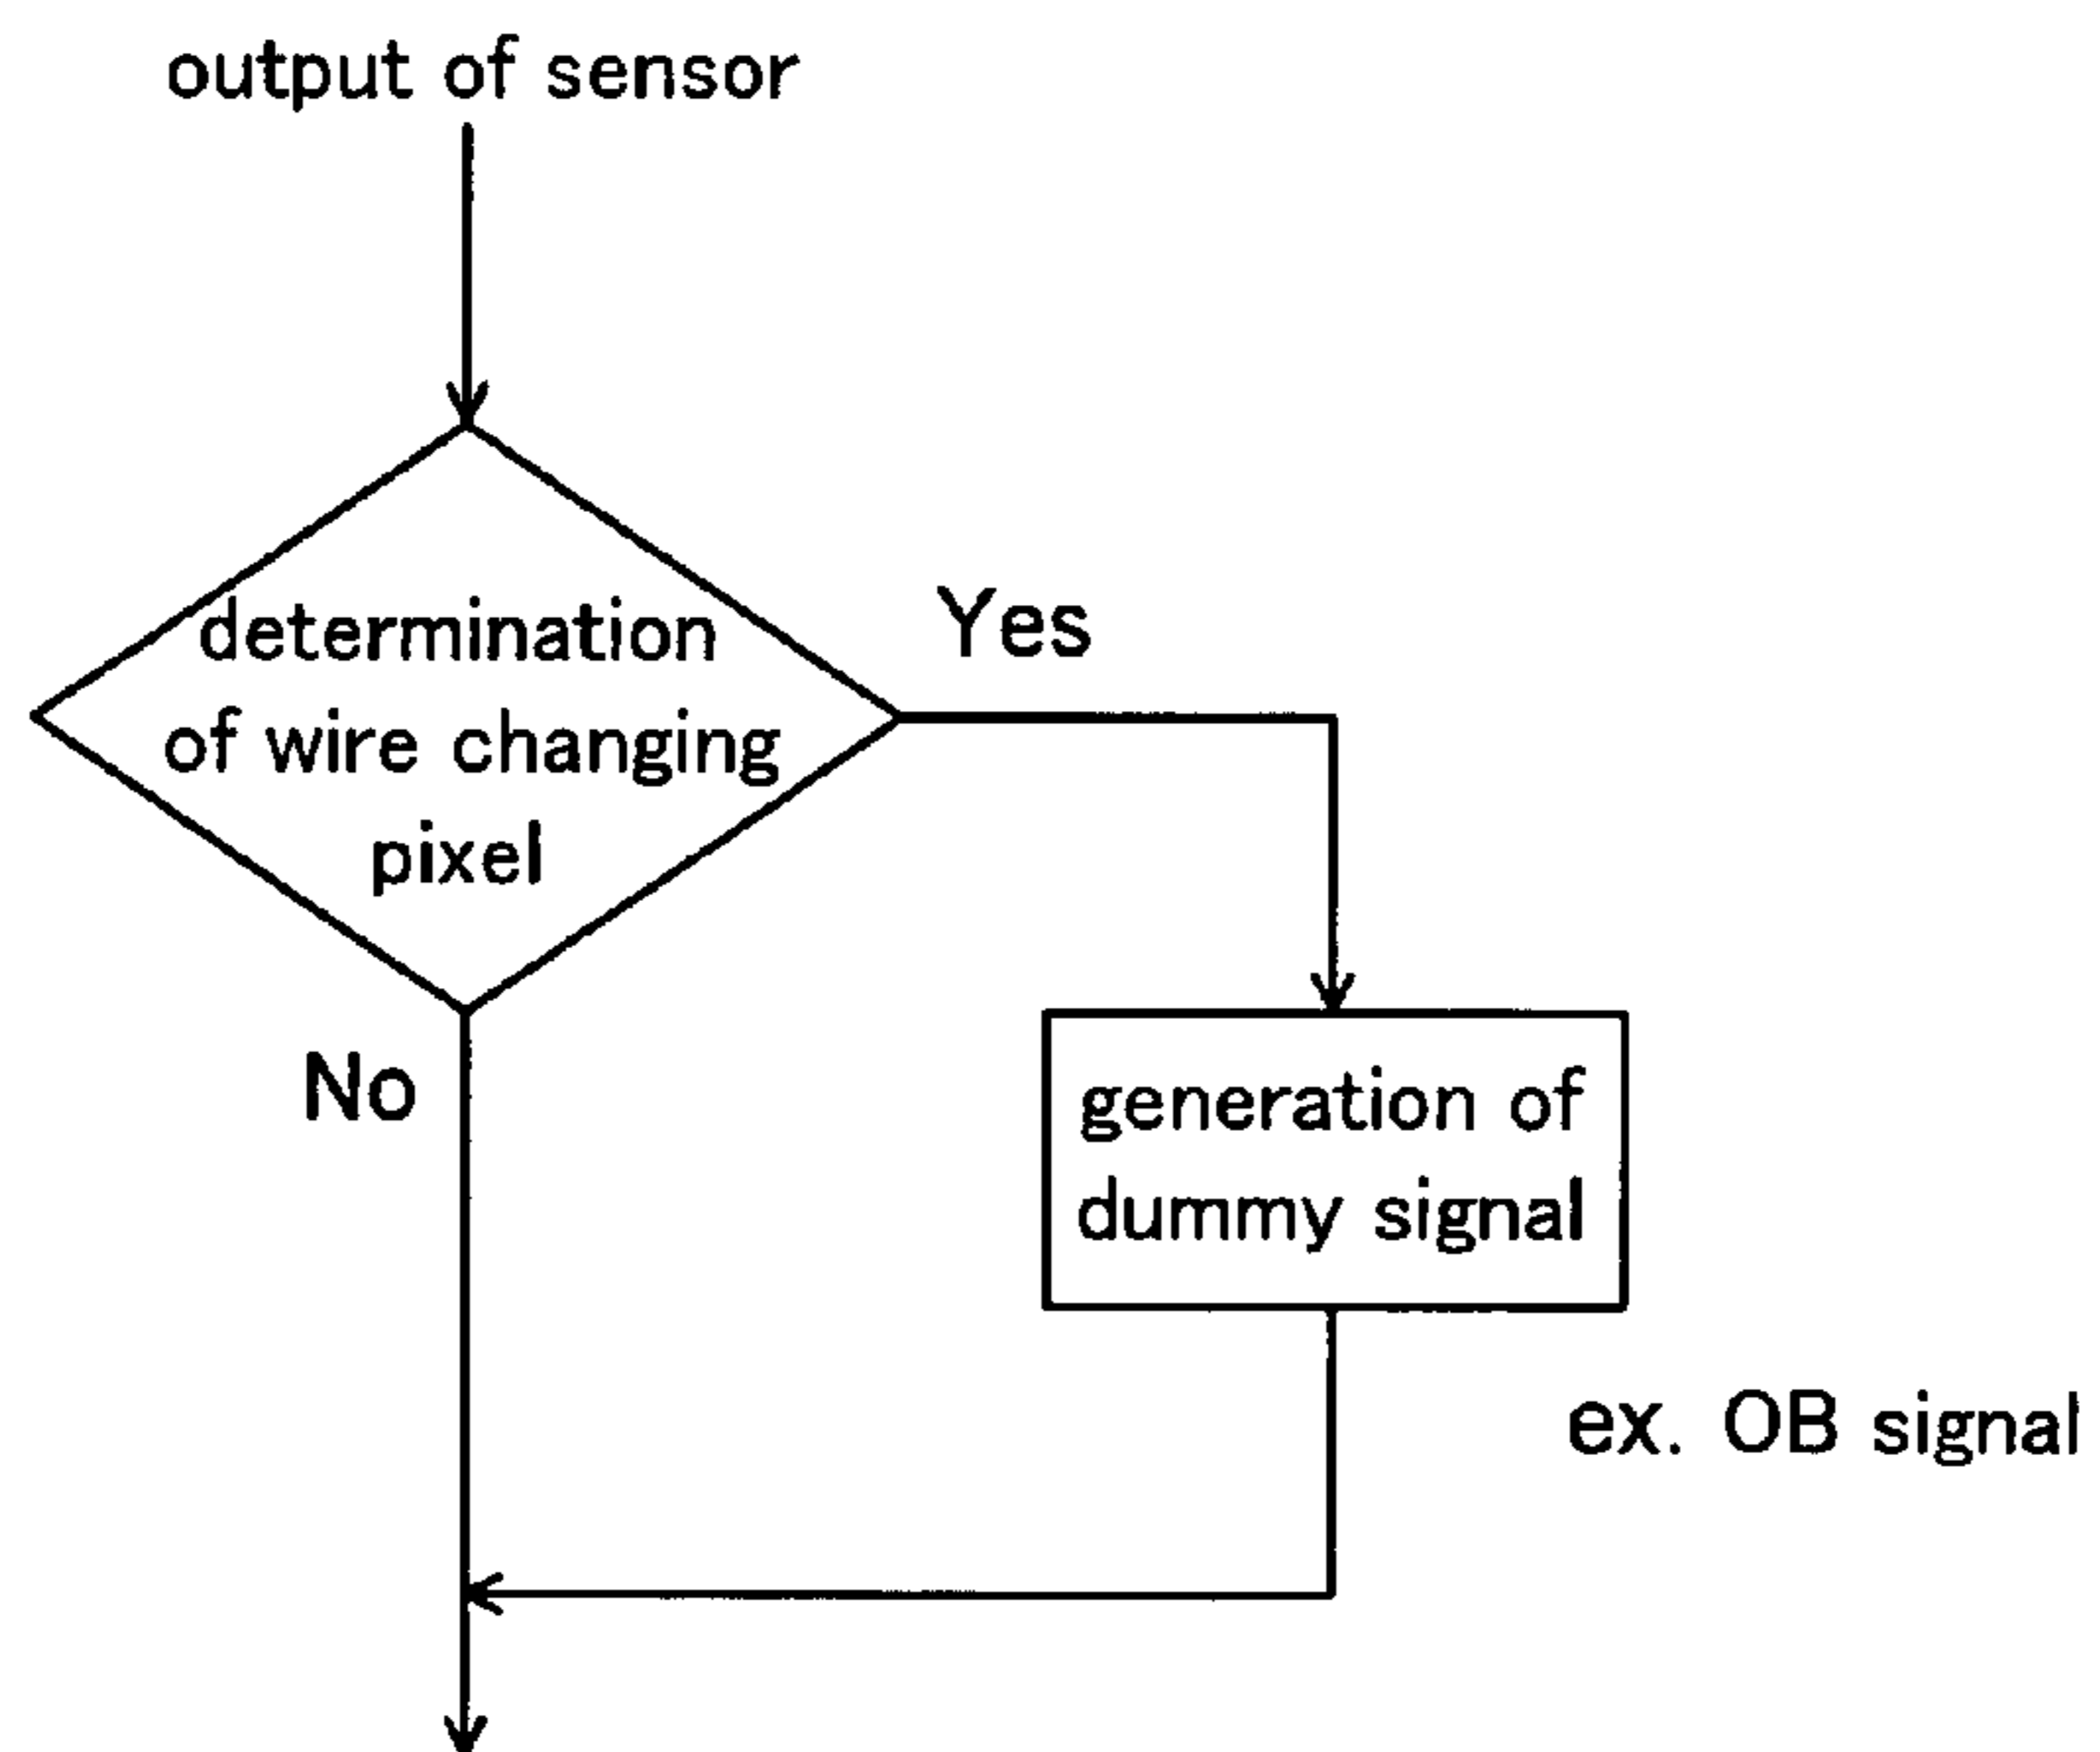 output of sensor
determination
of wire changing
pixel
Yes
No
generation of
dummy signal
ex. OB signal